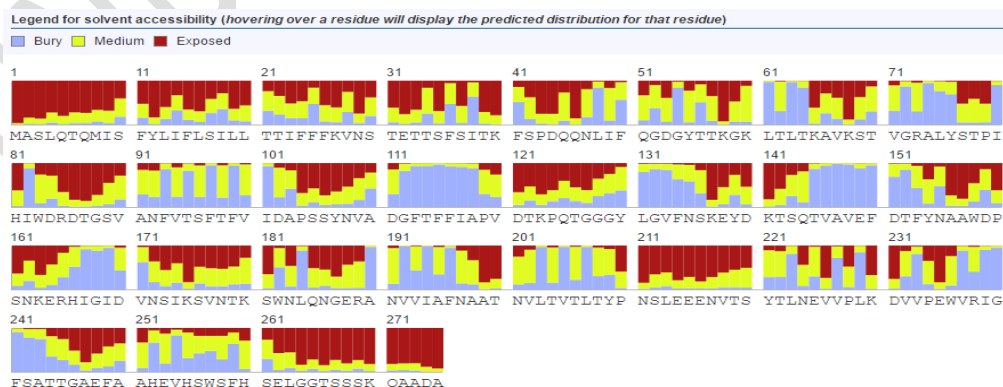 Legend for solvent accessibility (hovering over a residue will display the predicted distribution for that residue)
Bury Medium Exposed
1 11 21 31 41 51 61 71
MASLQTQMIS FYLIFLSILL TTIFFFKVNS TETTSFSITK FSPDQQNLIF QGDGYTTKGK LTLTKAVKST VGRALYSTPI
81 91 101 111 121 131 141 151
HIWDRDTGSV ANFVTSFTFV IDAPSSYNVA DGFTFFIAPV DTKPQTGGGY LGVFNSKEYD KTSQTVAVEF DTFYNAAWDP
161 171 181 191 201 211 221 231
SNKERHIGID VNSIKSVNTK SWNLQNGERA NVVIAFNAAT NVLTVTLTYP NSLEEENVTS YTLNEVVPLK DVVPEWVRIG
241 251 261 271
FSATTGAEFA AHEVHSWSFH SELGGTSSSK QAADA